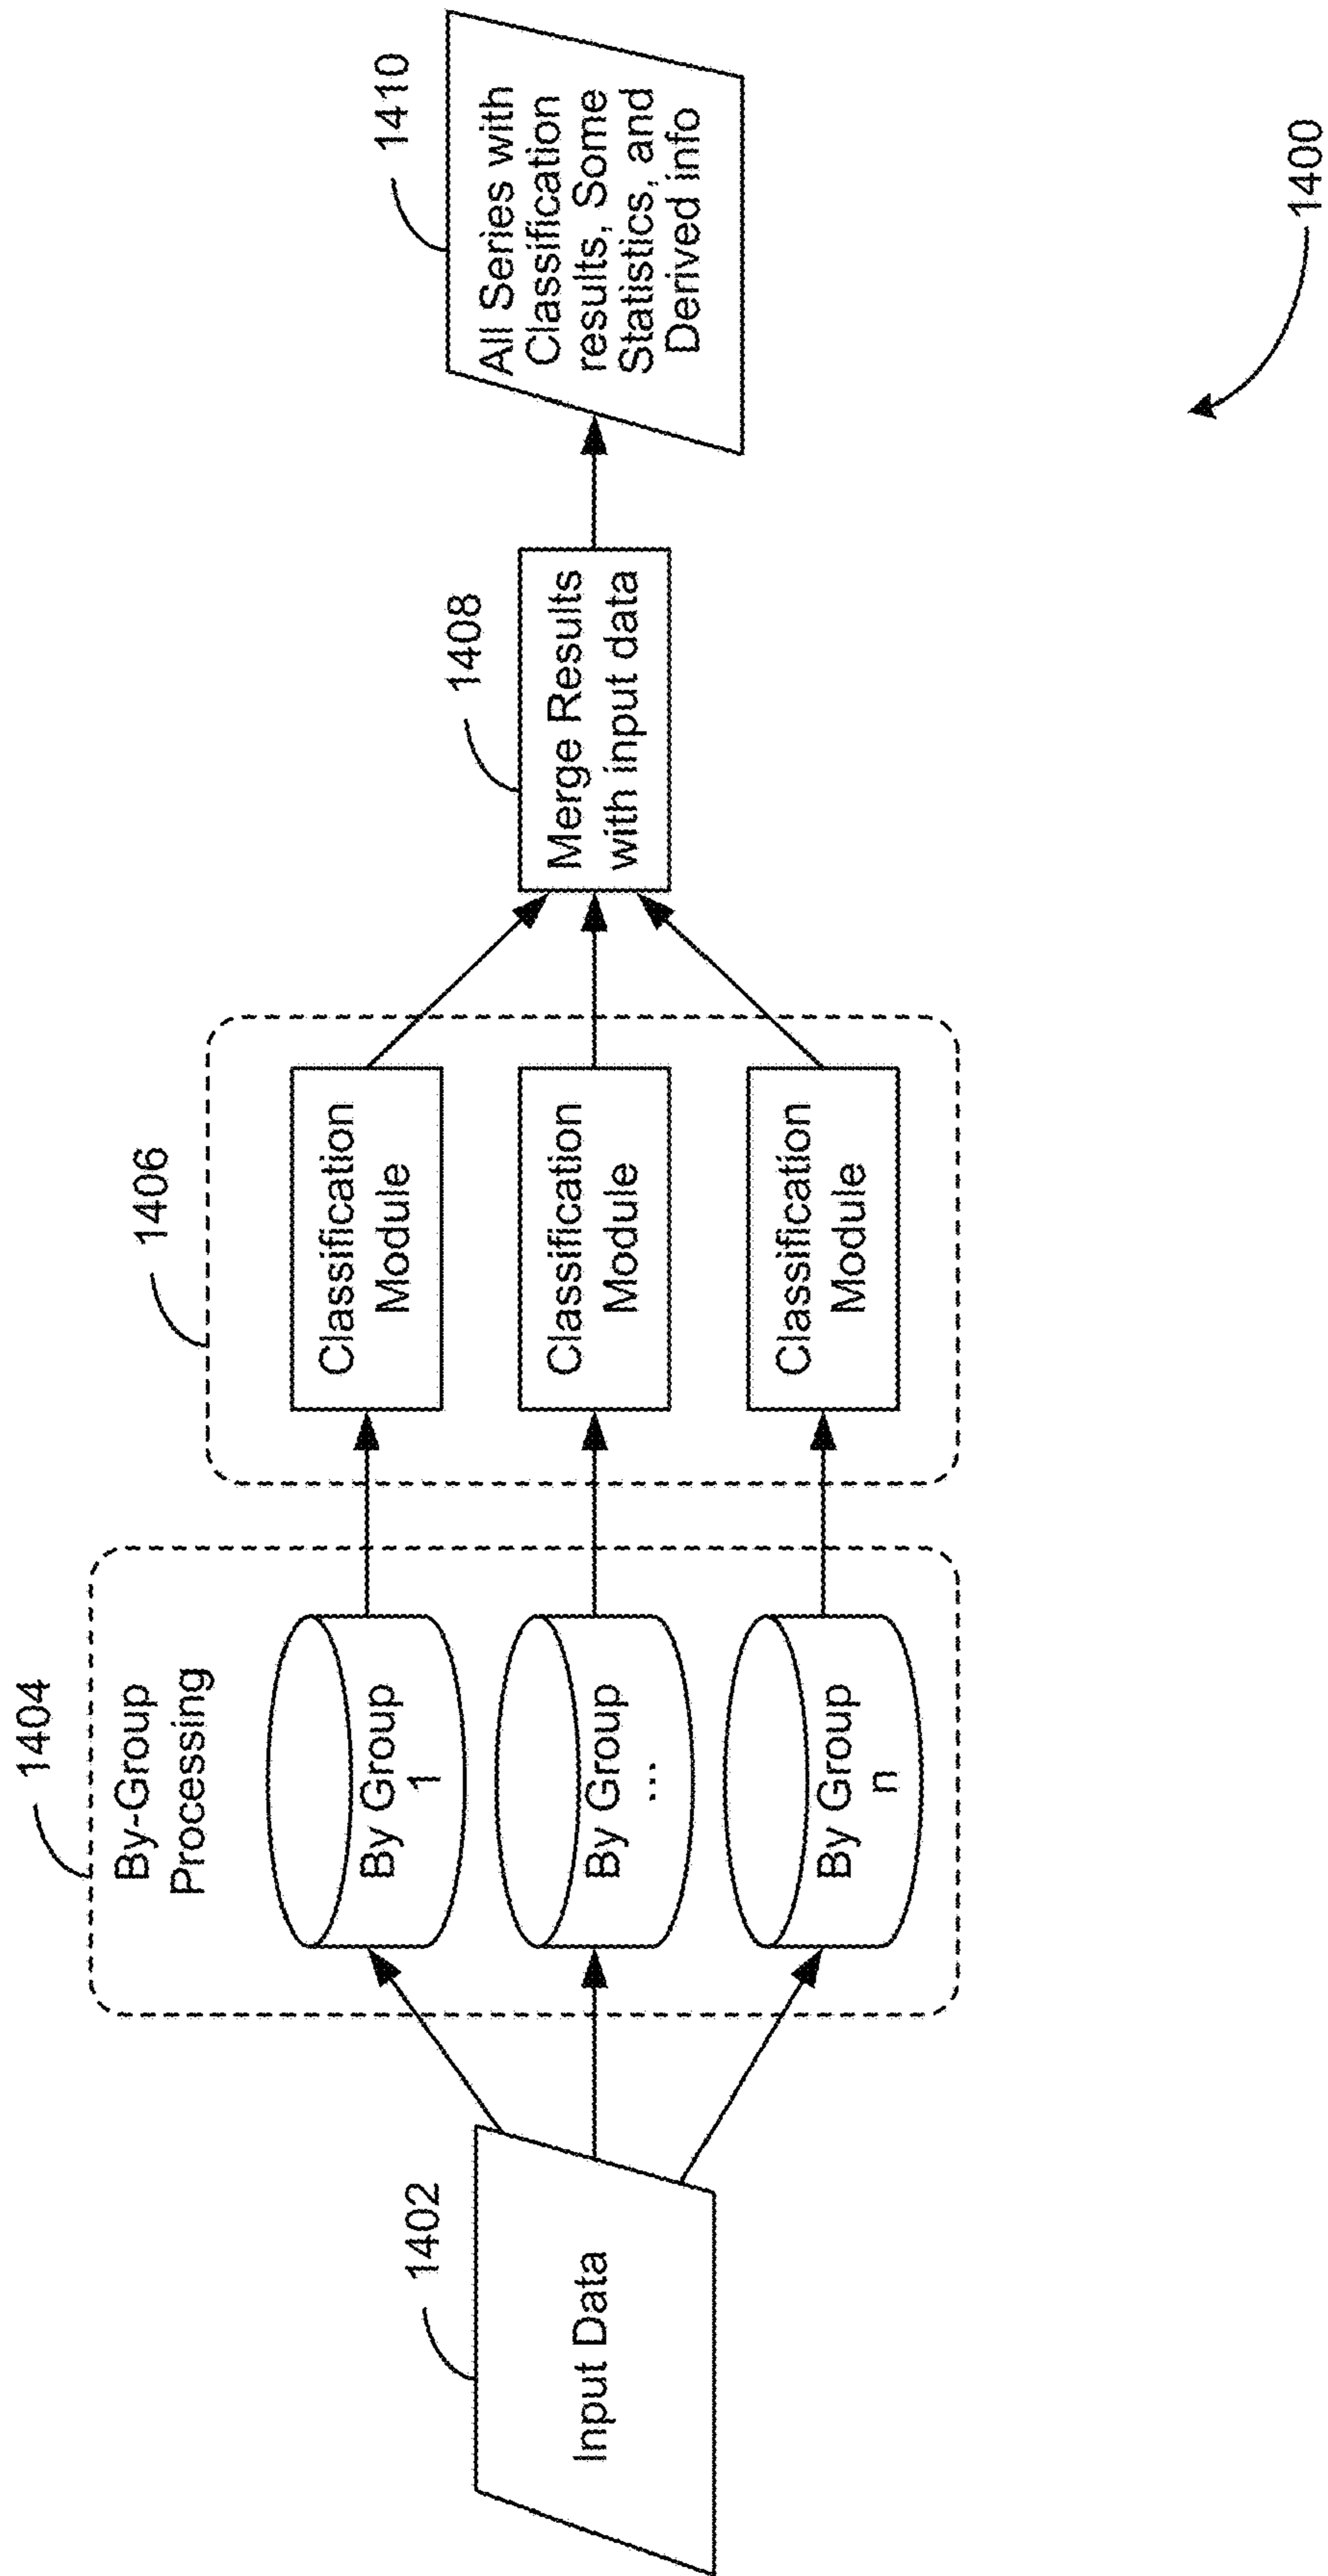 1402
Input Data
1404
By-Group
Processing
By Group
1
By Group
...
By Group
n
1406
Classification
Module
Classification
Module
Classification
Module
1408
Merge Results
with input data
1410
All Series with
Classification
results, Some
Statistics, and
Derived info
1400